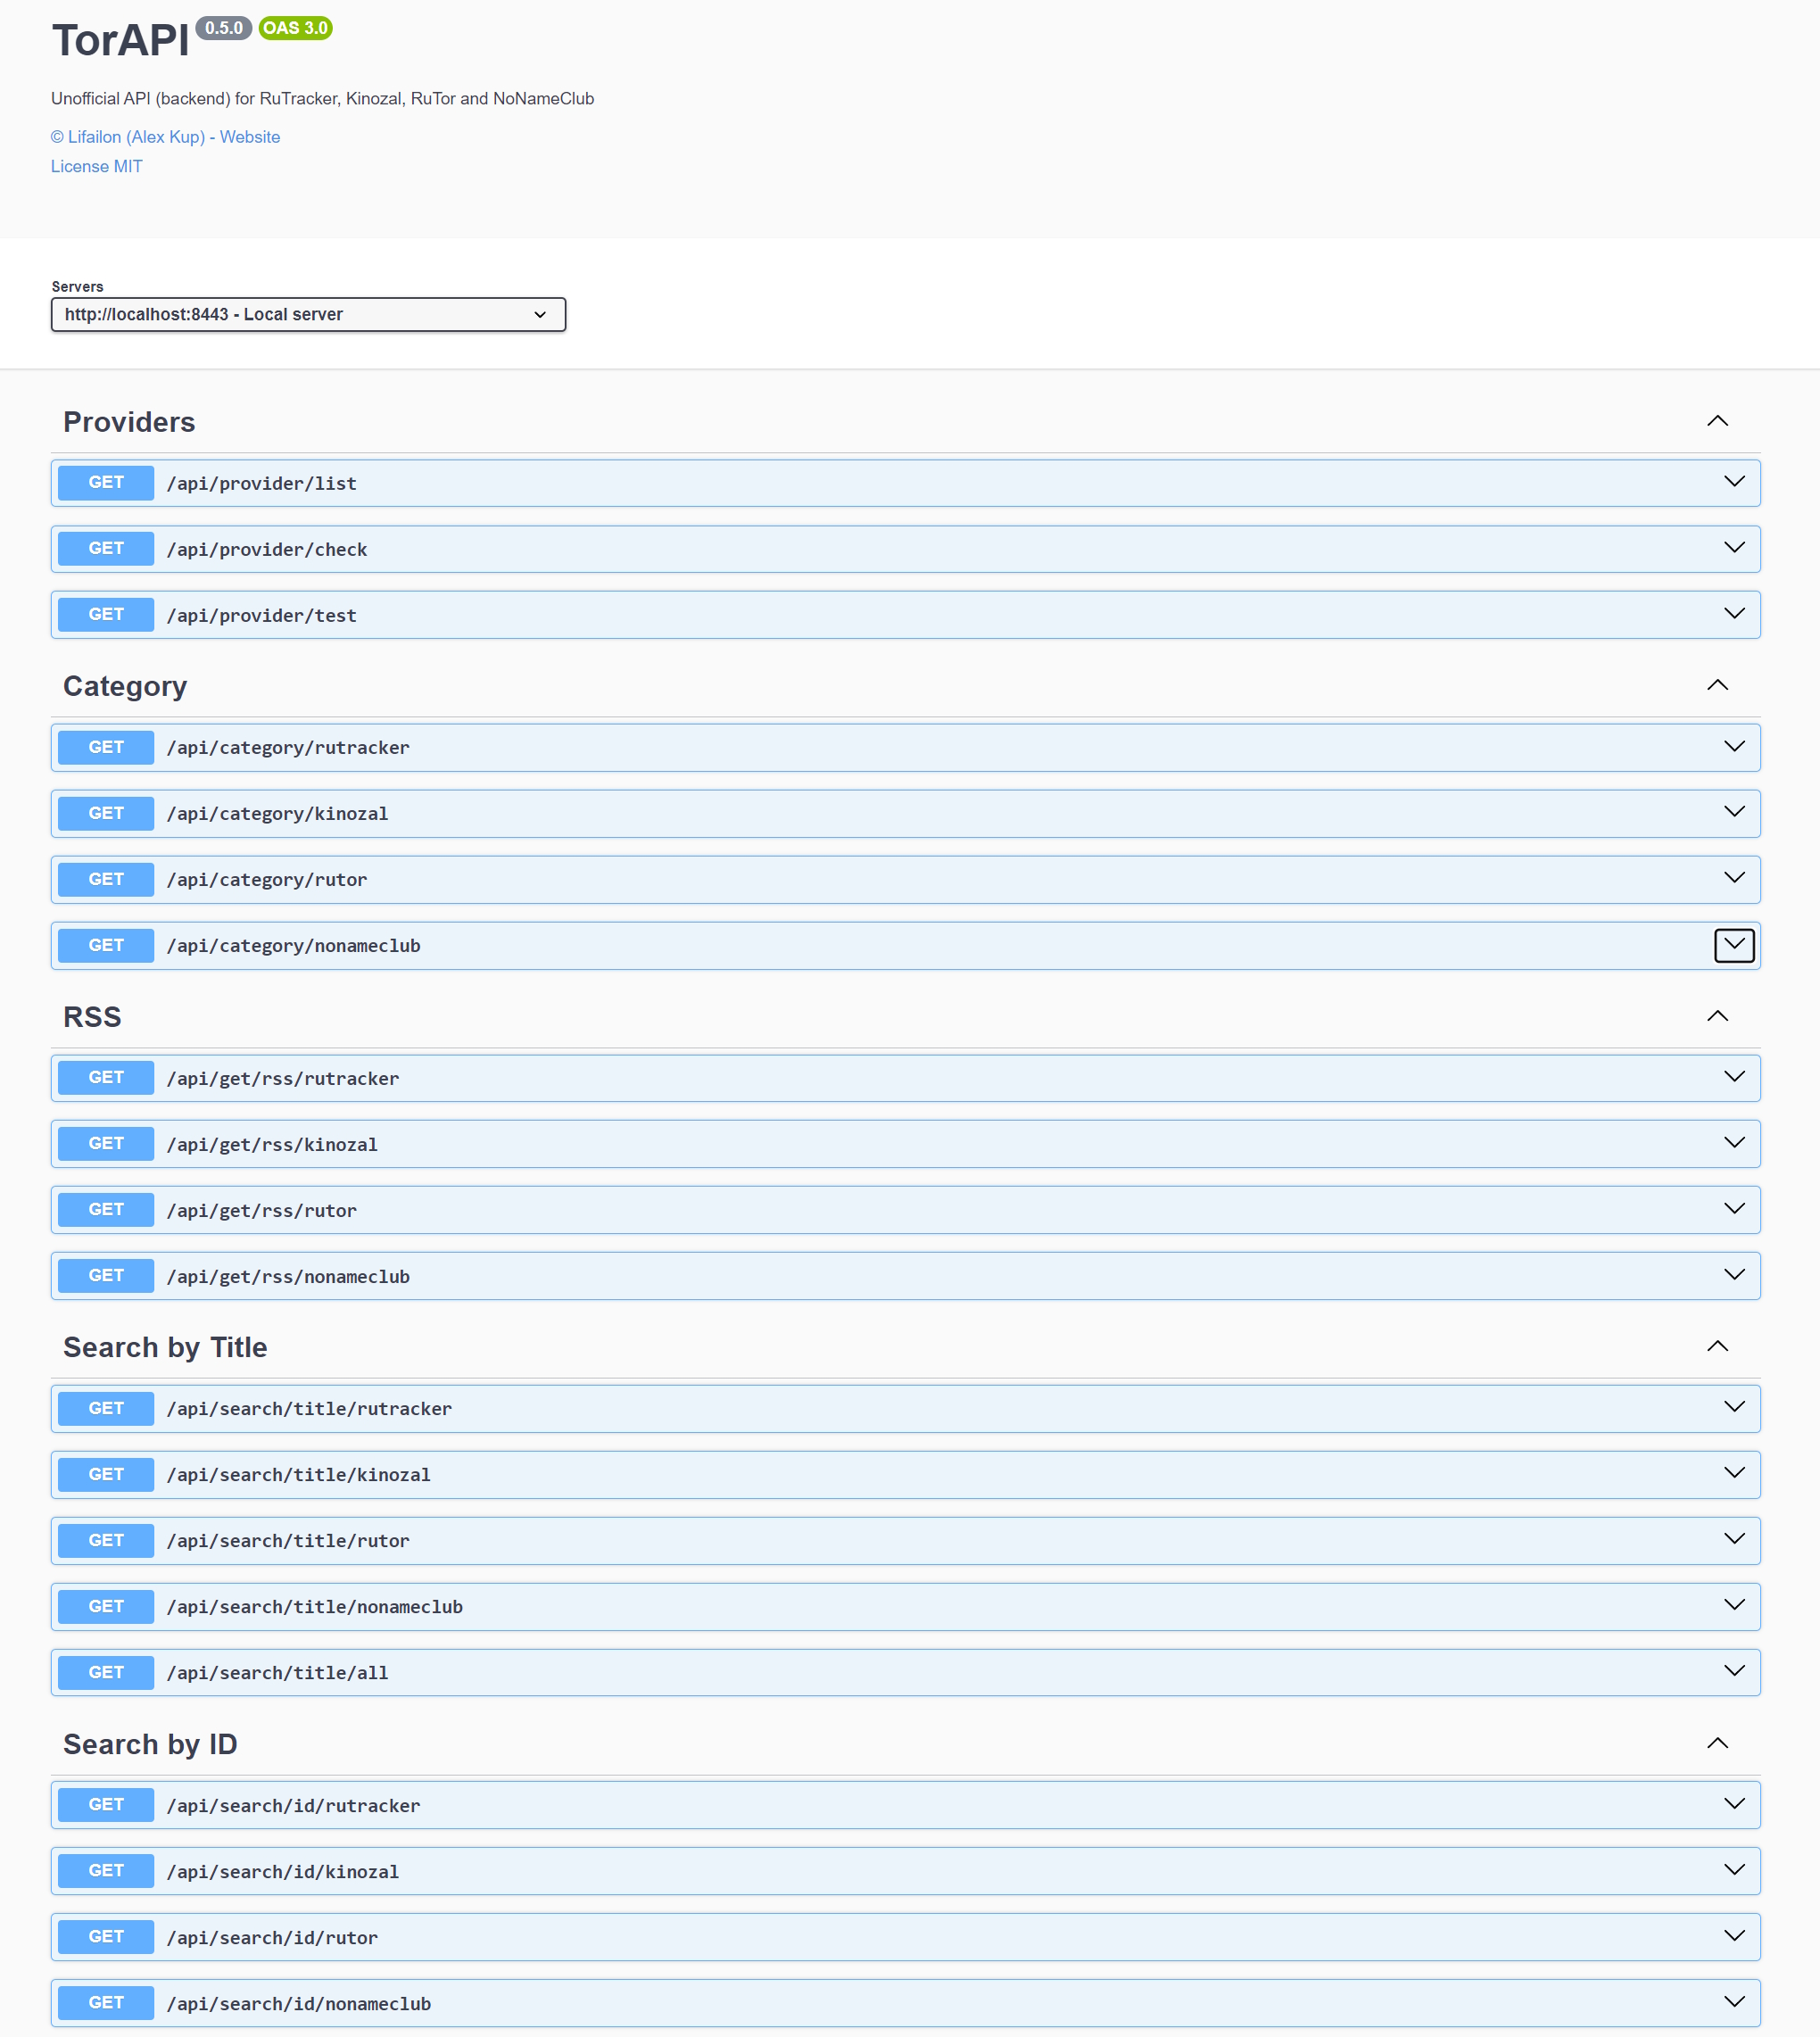 TorAPI 0.5.0 OAS 3.0
Unofficial API (backend) for RuTracker, Kinozal, RuTor and NoNameClub
© Lifailon (Alex Kup) - Website
License MIT
Servers
http://localhost:8443 - Local server
Providers
GET /api/provider/list
GET /api/provider/check
GET /api/provider/test
Category
GET /api/category/rutracker
GET /api/category/kinozal
GET /api/category/rutor
GET /api/category/nonameclub
RSS
GET /api/get/rss/rutracker
GET /api/get/rss/kinozal
GET /api/get/rss/rutor
GET /api/get/rss/nonameclub
Search by Title
GET /api/search/title/rutracker
GET /api/search/title/kinozal
GET /api/search/title/rutor
GET /api/search/title/nonameclub
GET /api/search/title/all
Search by ID
GET /api/search/id/rutracker
GET /api/search/id/kinozal
GET /api/search/id/rutor
GET /api/search/id/nonameclub